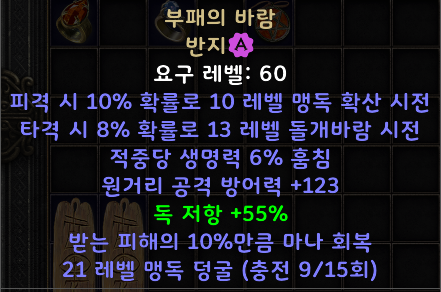 부패의 바람
반지A
요구 레벨: 60
피격 시 10% 확률로 10 레벨 맹독 확산 시전
타격 시 8% 확률로 13 레벨 돌개바람 시전
적중당 생명력 6% 훔침
원거리 공격 방어력 +123
독 저항 +55%
받는 피해의 10%만큼 마나 회복
21 레벨 맹독 덩굴 (충전 9/15회)